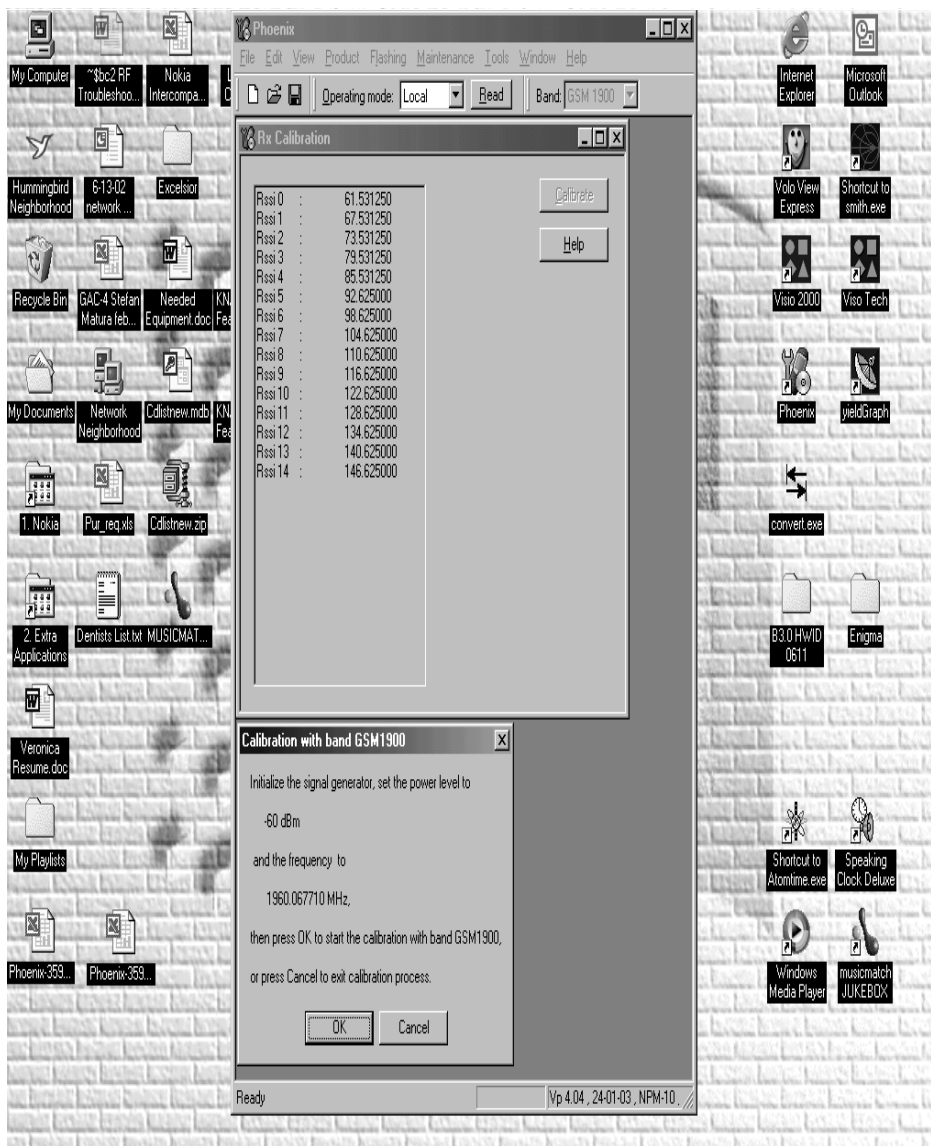 Phoenix
File Edit View Product Flashing Maintenance Tools Window Help
Operating mode: Local Read Band: GSM 1900
Rx Calibration
Rssi 0 : 61.531250
Rssi 1 : 67.531250
Rssi 2 : 73.531250
Rssi 3 : 79.531250
Rssi 4 : 85.531250
Rssi 5 : 92.625000
Rssi 6 : 98.625000
Rssi 7 : 104.625000
Rssi 8 : 110.625000
Rssi 9 : 116.625000
Rssi 10 : 122.625000
Rssi 11 : 128.625000
Rssi 12 : 134.625000
Rssi 13 : 140.625000
Rssi 14 : 146.625000
Calibrate
Help
Calibration with band GSM1900
Initialize the signal generator, set the power level to
-60 dBm
and the frequency to
1960.067710 MHz,
then press OK to start the calibration with band GSM1900,
or press Cancel to exit calibration process.
OK Cancel
Ready Vp 4.04 , 24-01-03 , NPM-10 ,
My Computer
~$bc2 RF
Troubleshoo...
Nokia
Intercompa...
Hummingbird
Neighborhood
6-13-02
network ...
Excelsior
Recycle Bin
GAC-4 Stefan
Matura feb...
Needed
Equipment.doc
KN
Fea
My Documents
Network
Neighborhood
Cdlistnew.mdb
KN
Fea
1. Nokia
Pur_req.xls
Cdlistnew.zip
2. Extra
Applications
Dentists List.txt
MUSICMAT...
Veronica
Resume.doc
My Playlists
Phoenix-359...
Phoenix-359...
Internet
Explorer
Microsoft
Outlook
Volo View
Express
Shortcut to
smith.exe
Visio 2000
Viso Tech
Phoenix
yieldGraph
convert.exe
B3.0 HWID
0611
Enigma
Shortcut to
Atomtime.exe
Speaking
Clock Deluxe
Windows
Media Player
musicmatch
JUKEBOX